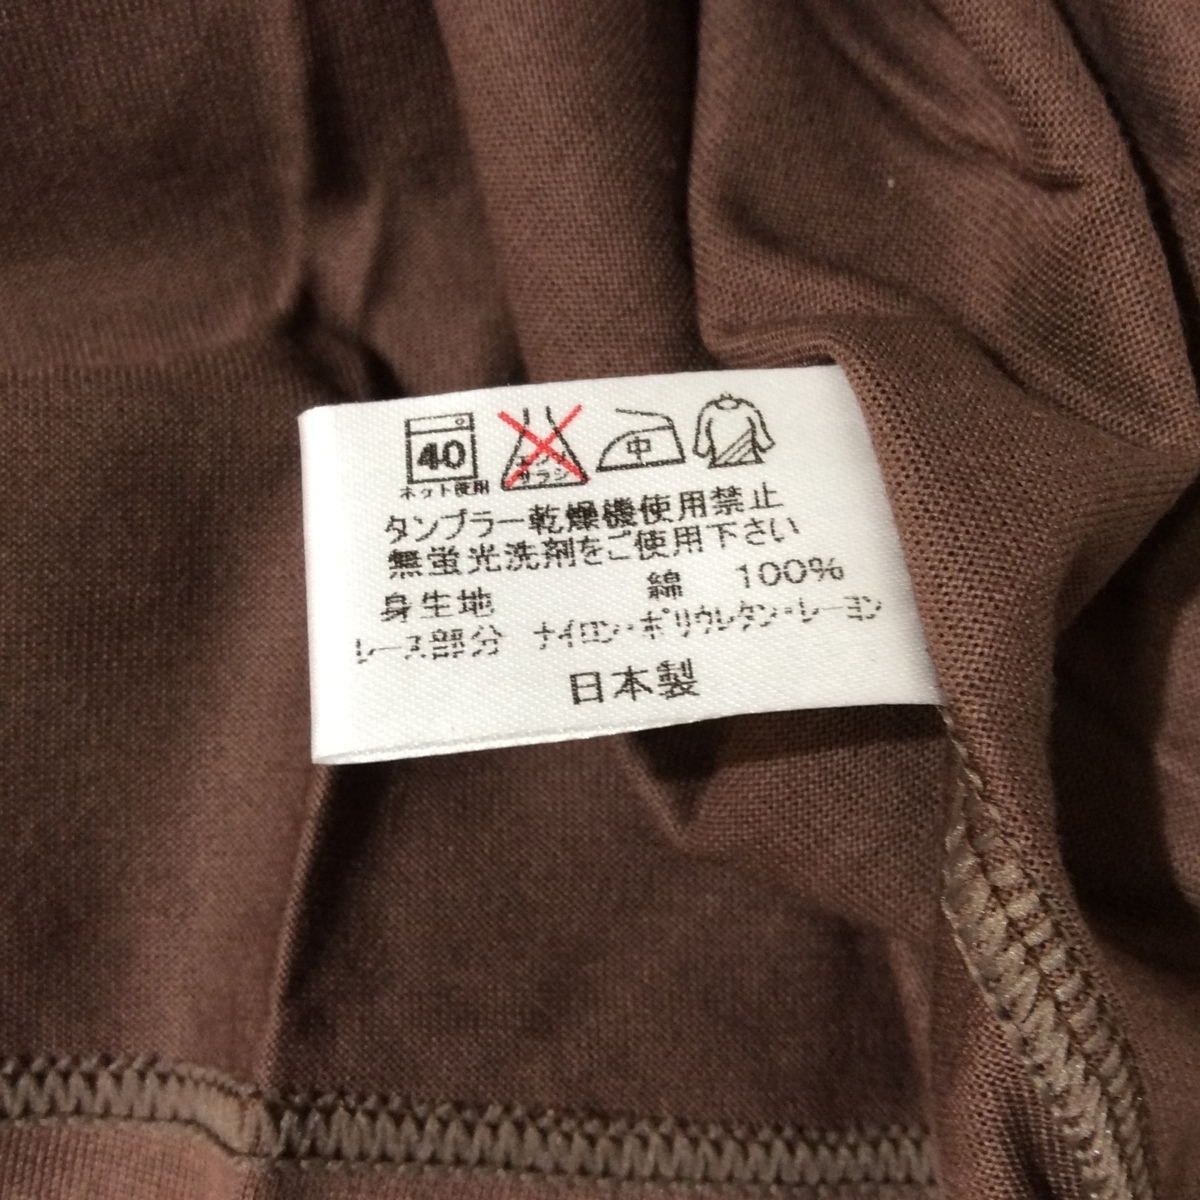 40
ネット使用
エンソ
サラシ
中
タンブラー乾燥機使用禁止
無蛍光洗剤をご使用下さい
身生地 綿 100%
レース部分 ナイロン・ポリウレタン・レーヨン
日本製